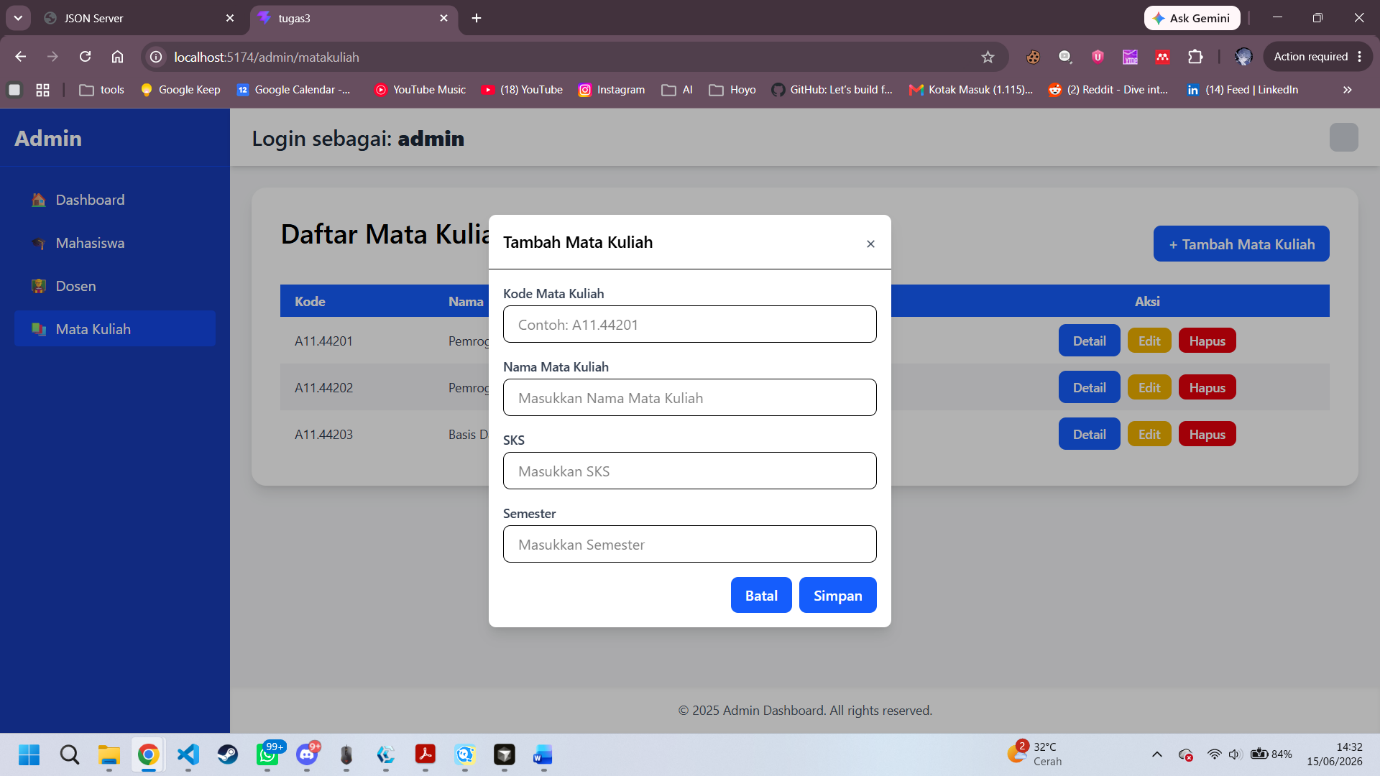 JSON Server
tugas3
Ask Gemini
localhost:5174/admin/matakuliah
Action required
tools
Google Keep
12 Google Calendar -...
YouTube Music
(18) YouTube
Instagram
AI
Hoyo
GitHub: Let's build f...
Kotak Masuk (1.115)...
(2) Reddit - Dive int...
(14) Feed | LinkedIn
Admin
Login sebagai: admin
Dashboard
Mahasiswa
Dosen
Mata Kuliah
Daftar Mata Kulia
+ Tambah Mata Kuliah
Kode Nama Aksi
A11.44201 Pemrog Detail Edit Hapus
A11.44202 Pemrog Detail Edit Hapus
A11.44203 Basis D Detail Edit Hapus
Tambah Mata Kuliah
×
Kode Mata Kuliah
Contoh: A11.44201
Nama Mata Kuliah
Masukkan Nama Mata Kuliah
SKS
Masukkan SKS
Semester
Masukkan Semester
Batal Simpan
© 2025 Admin Dashboard. All rights reserved.
99+
9+
2
32°C
Cerah
84%
14:32
15/06/2026